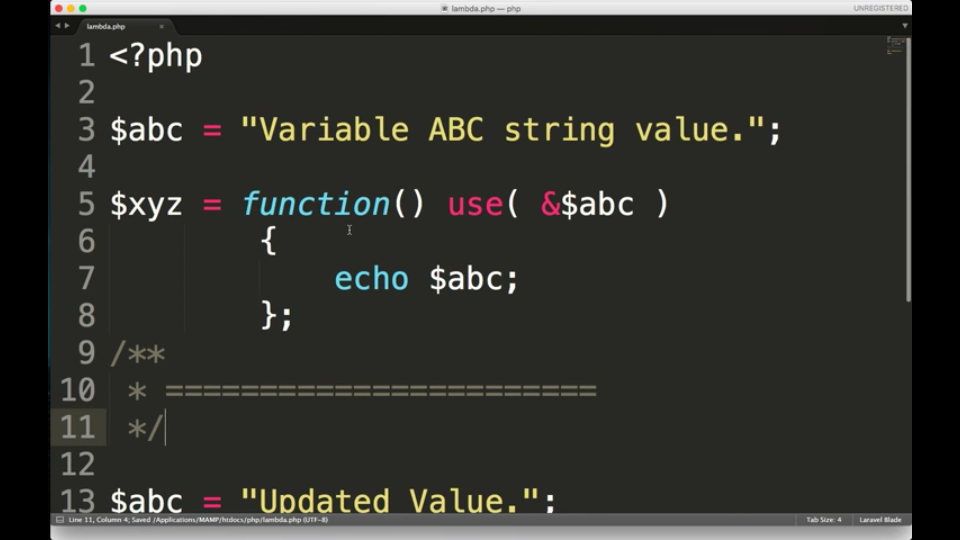 lambda.php — php
UNREGISTERED
lambda.php
1 <?php
2
3 $abc = "Variable ABC string value.";
4
5 $xyz = function() use( &$abc )
6 {
7 echo $abc;
8 };
9 /**
10 * =======================
11 */
12
13 $abc = "Updated Value.";
Line 11, Column 4; Saved /Applications/MAMP/htdocs/php/lambda.php (UTF-8)
Tab Size: 4
Laravel Blade